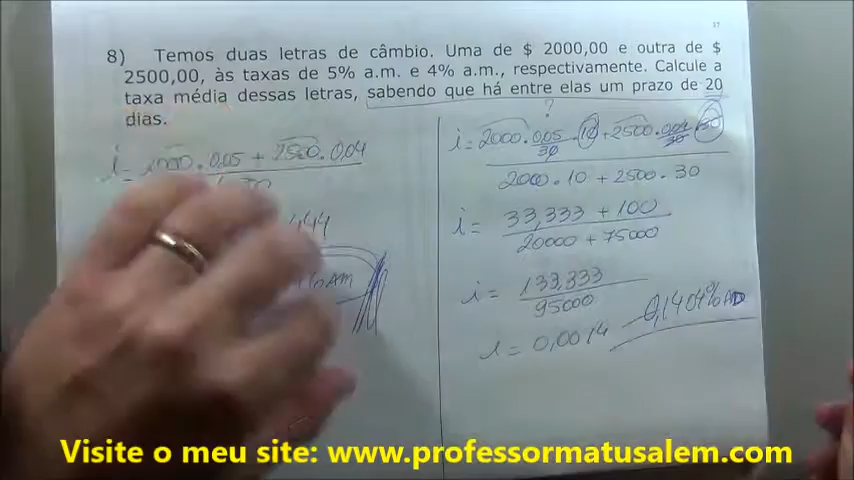 37
8) Temos duas letras de câmbio. Uma de $ 2000,00 e outra de $
2500,00, às taxas de 5% a.m. e 4% a.m., respectivamente. Calcule a
taxa média dessas letras, sabendo que há entre elas um prazo de 20
dias.
?
i = 2000 . 0,05 + 2500 . 0,04
444
% AM
i = 2000 . 0,05/30 . 10 + 2500 . 0,04/30 . 30
2000 . 10 + 2500 . 30
i = 33,333 + 100
20000 + 75000
i = 133,333
95000
i = 0,0014
0,1404% AD
Visite o meu site: www.professormatusalem.com